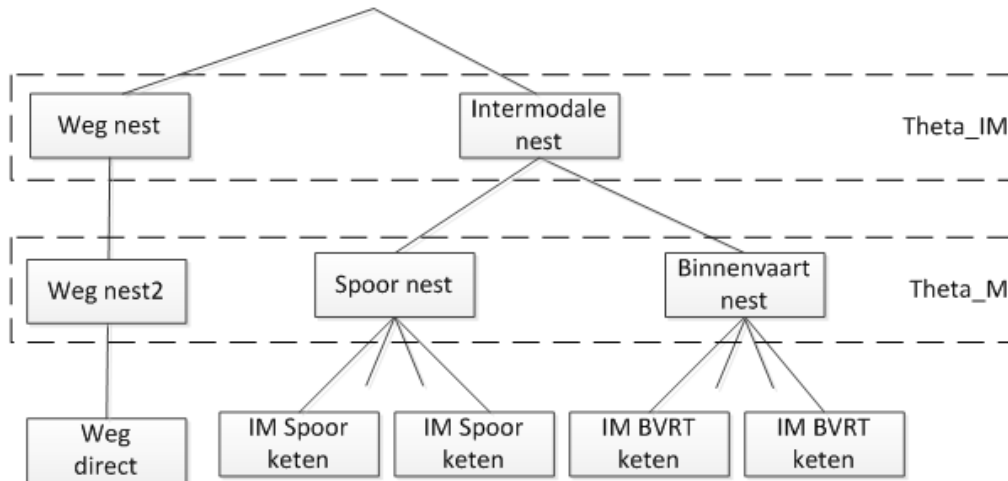 Weg nest
Intermodale
nest
Theta_IM
Weg nest2
Spoor nest
Binnenvaart
nest
Theta_M
Weg
direct
IM Spoor
keten
IM Spoor
keten
IM BVRT
keten
IM BVRT
keten